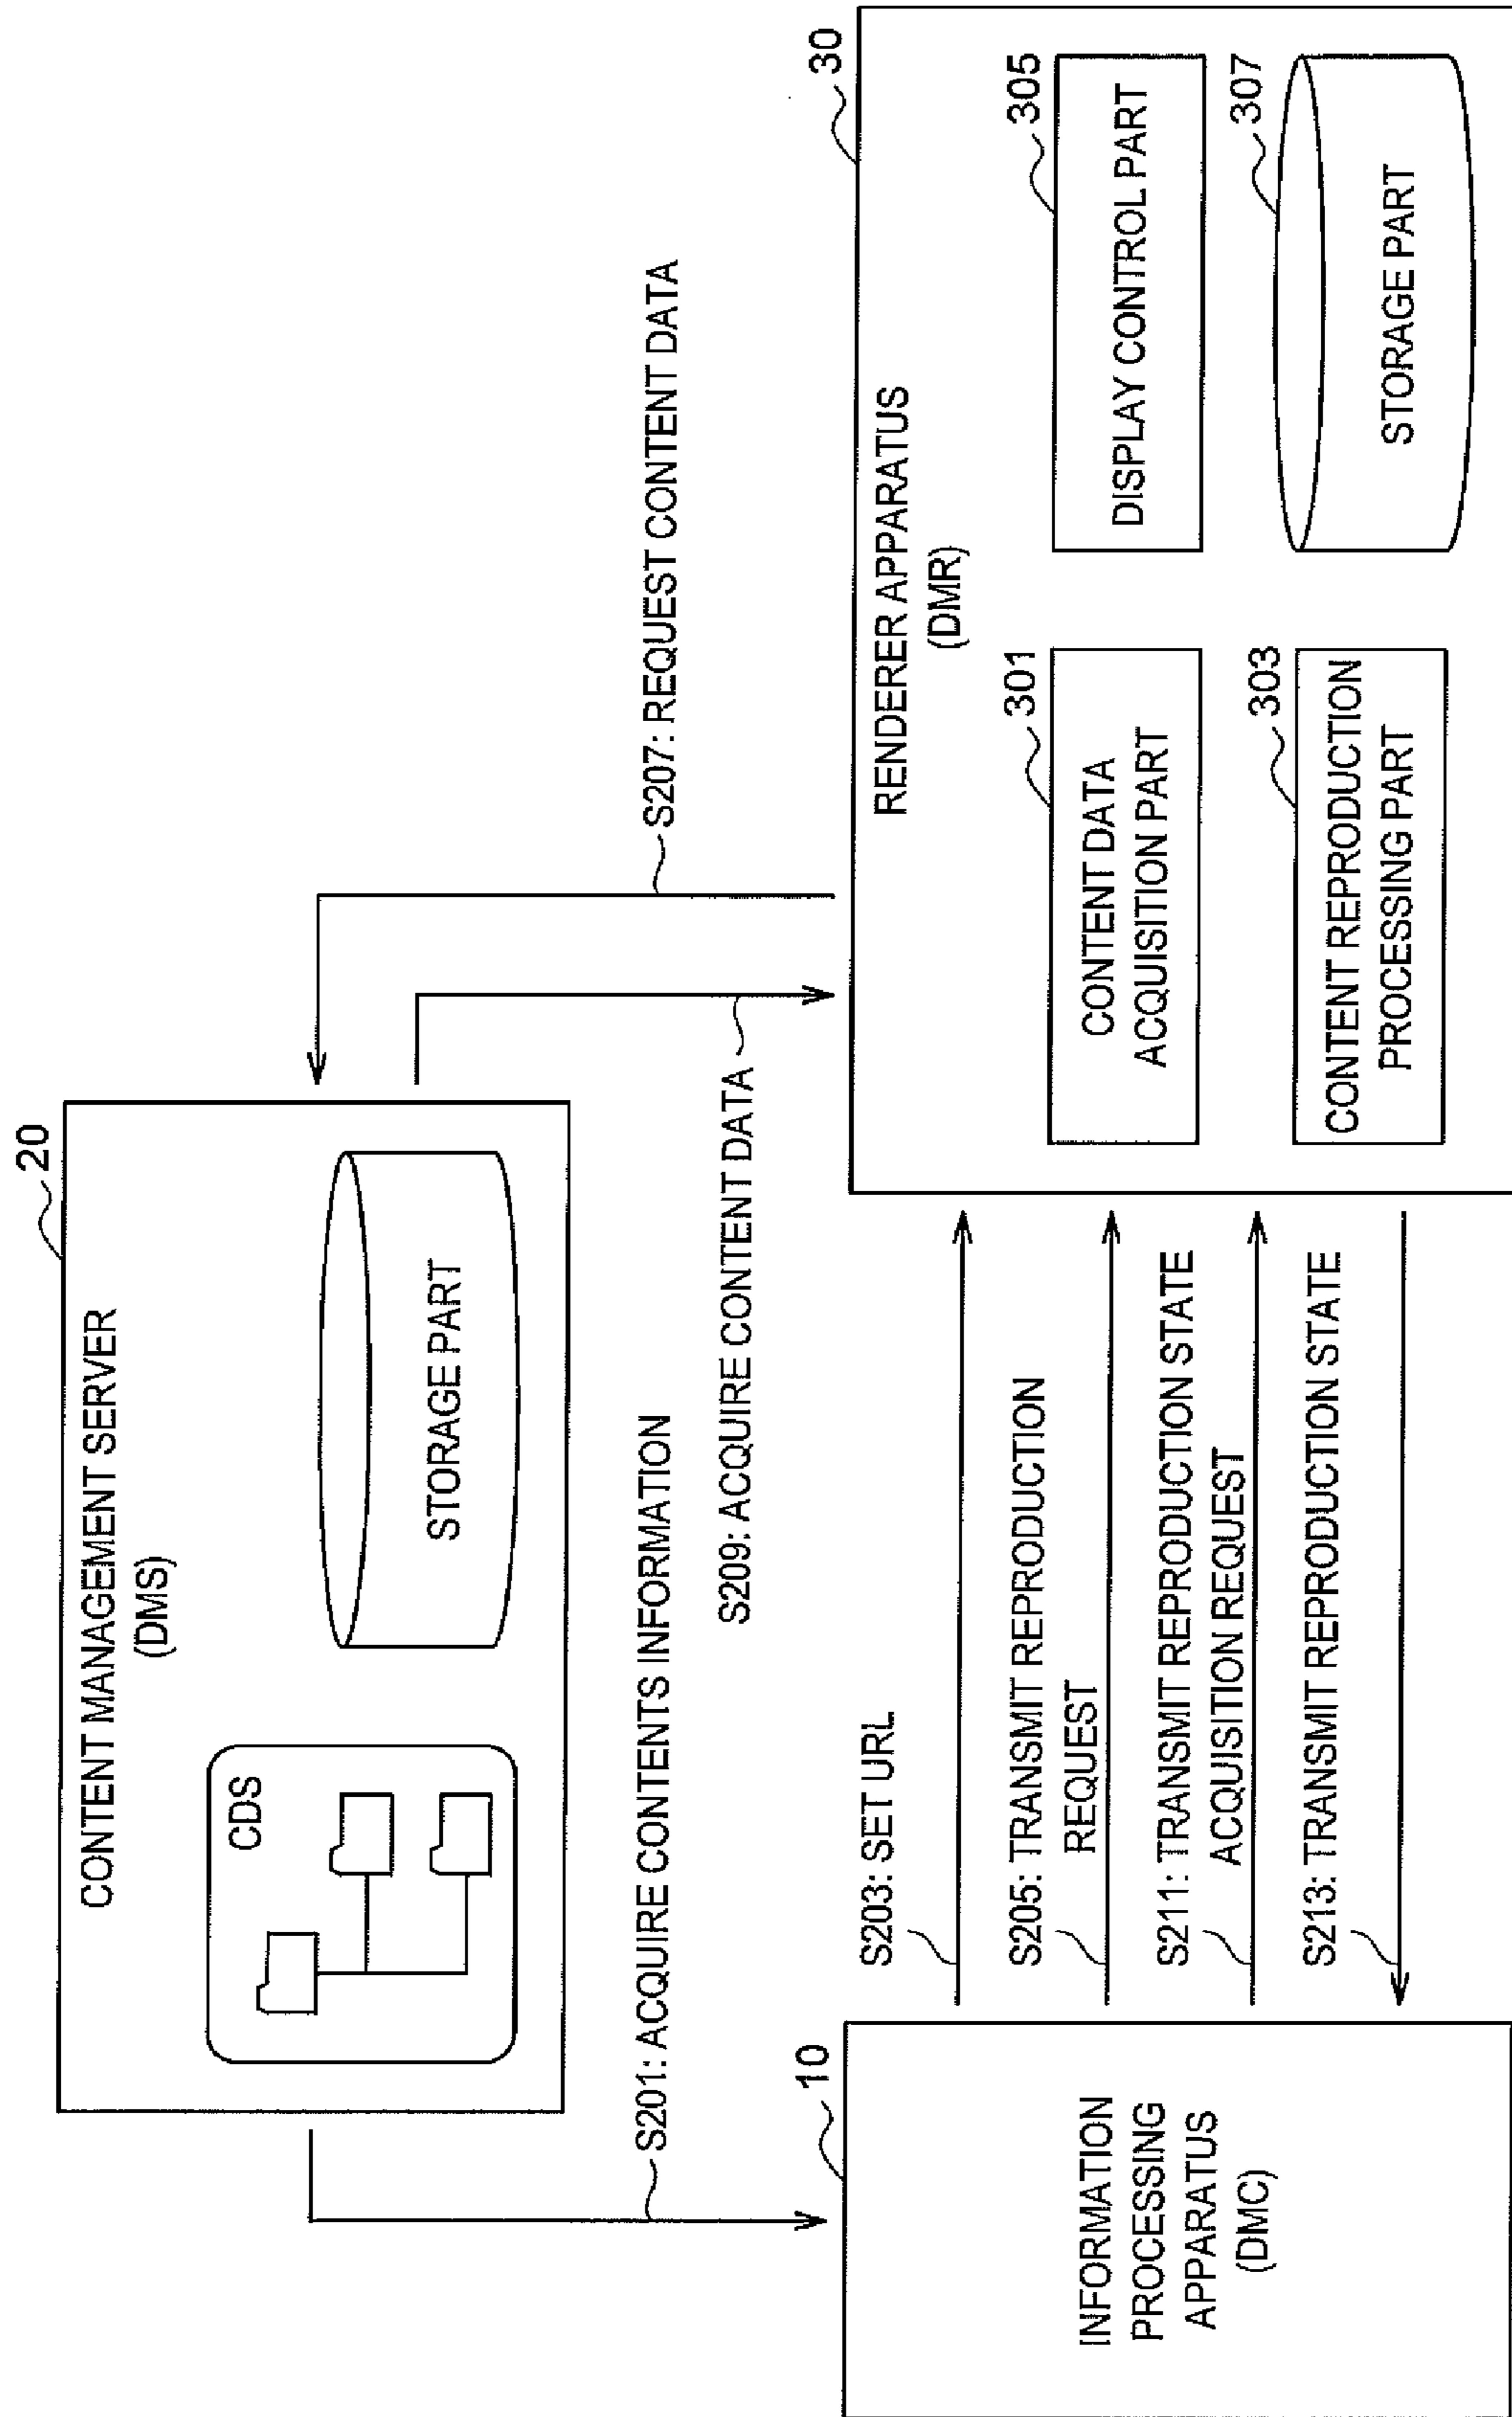 20
CONTENT MANAGEMENT SERVER
(DMS)
CDS
STORAGE PART
S201: ACQUIRE CONTENTS INFORMATION
S209: ACQUIRE CONTENT DATA
S207: REQUEST CONTENT DATA
10
INFORMATION
PROCESSING
APPARATUS
(DMC)
S203: SET URL
S205: TRANSMIT REPRODUCTION
REQUEST
S211: TRANSMIT REPRODUCTION STATE
ACQUISITION REQUEST
S213: TRANSMIT REPRODUCTION STATE
30
RENDERER APPARATUS
(DMR)
301
CONTENT DATA
ACQUISITION PART
305
DISPLAY CONTROL PART
303
CONTENT REPRODUCTION
PROCESSING PART
307
STORAGE PART